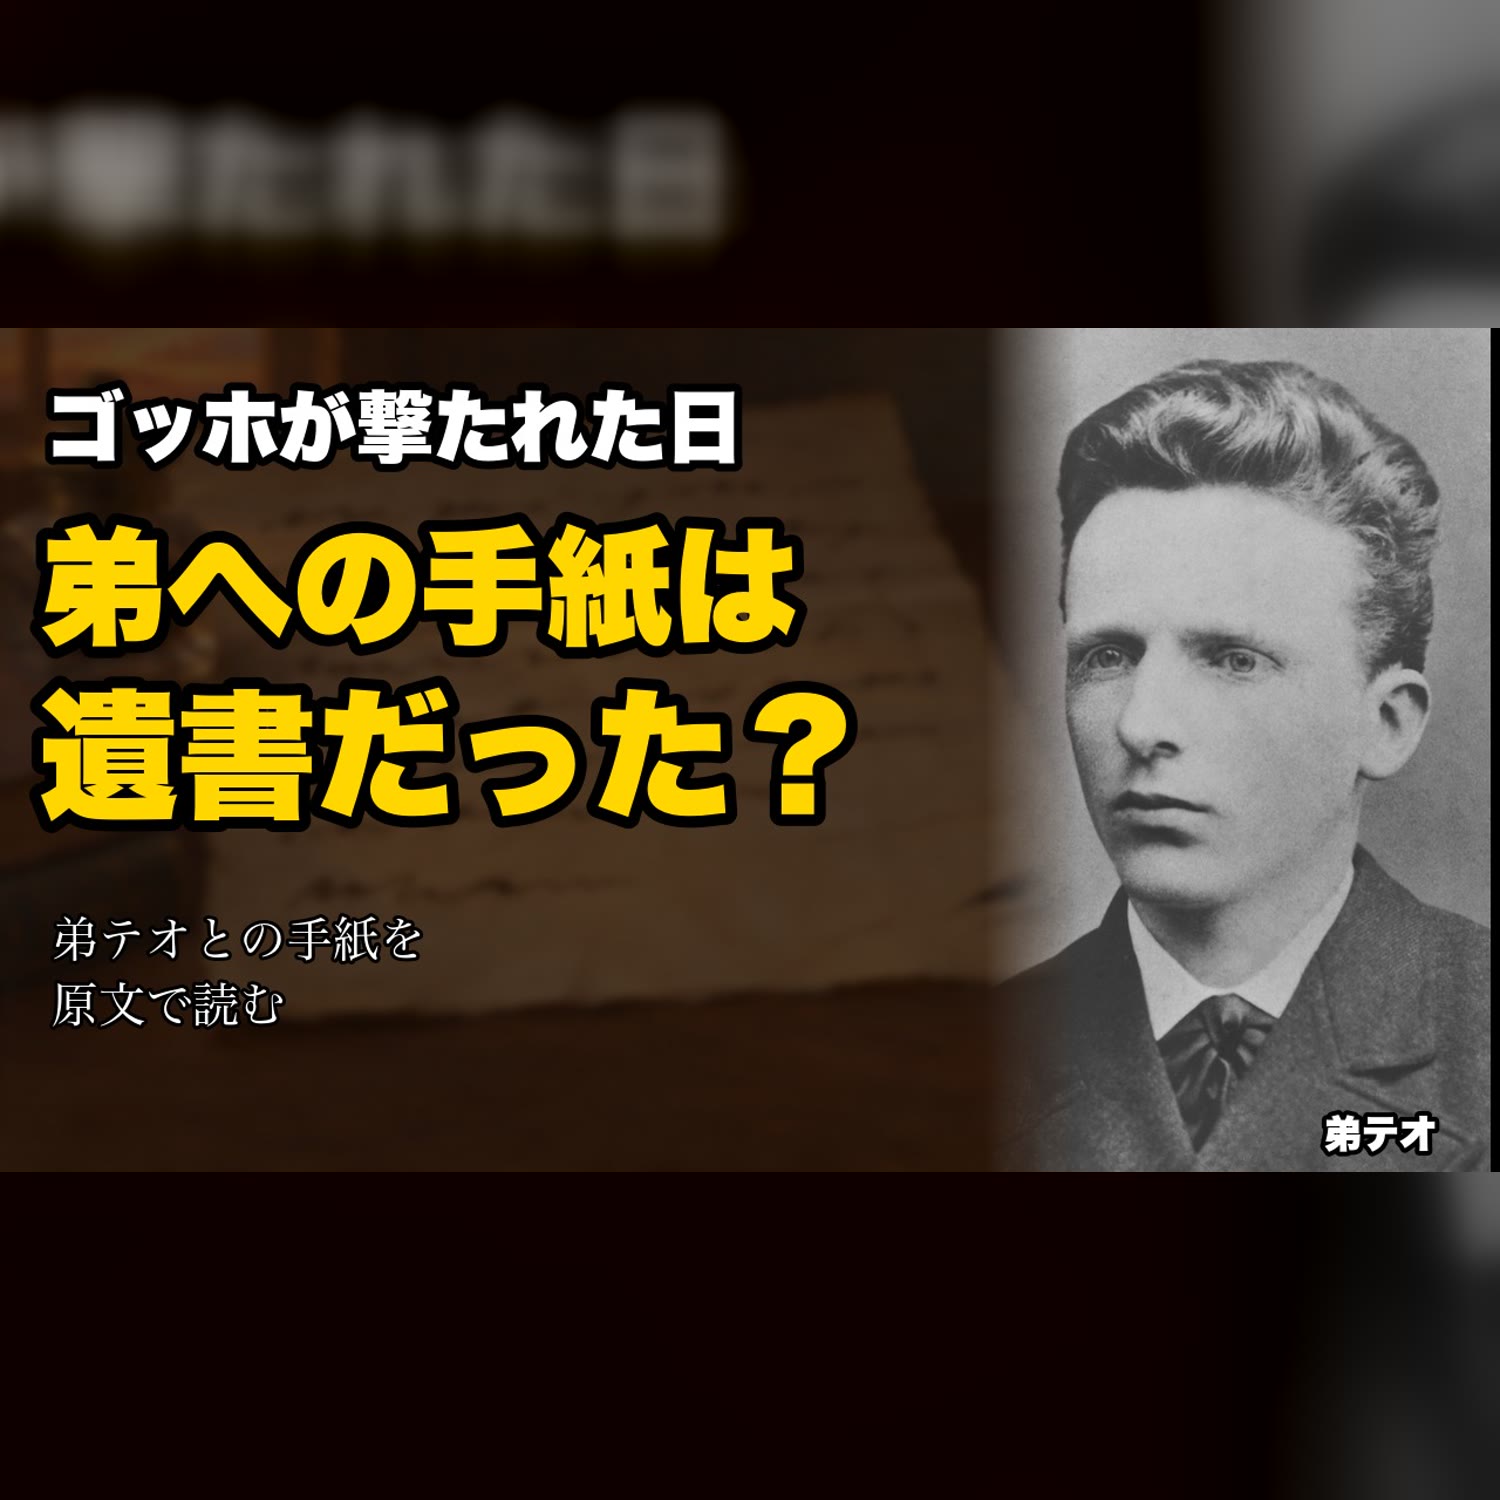 ゴッホが撃たれた日
弟への手紙は
遺書だった？
弟テオとの手紙を
原文で読む
弟テオ